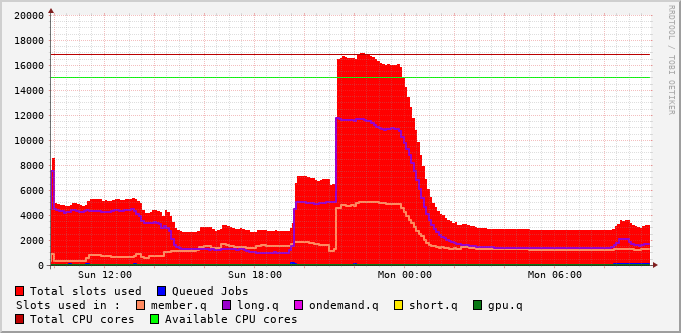 20000
18000
16000
14000
12000
10000
8000
6000
4000
2000
0
Sun 12:00 Sun 18:00 Mon 00:00 Mon 06:00
Total slots used Queued Jobs
Slots used in : member.q long.q ondemand.q short.q gpu.q
Total CPU cores Available CPU cores
RRDTOOL / TOBI OETIKER